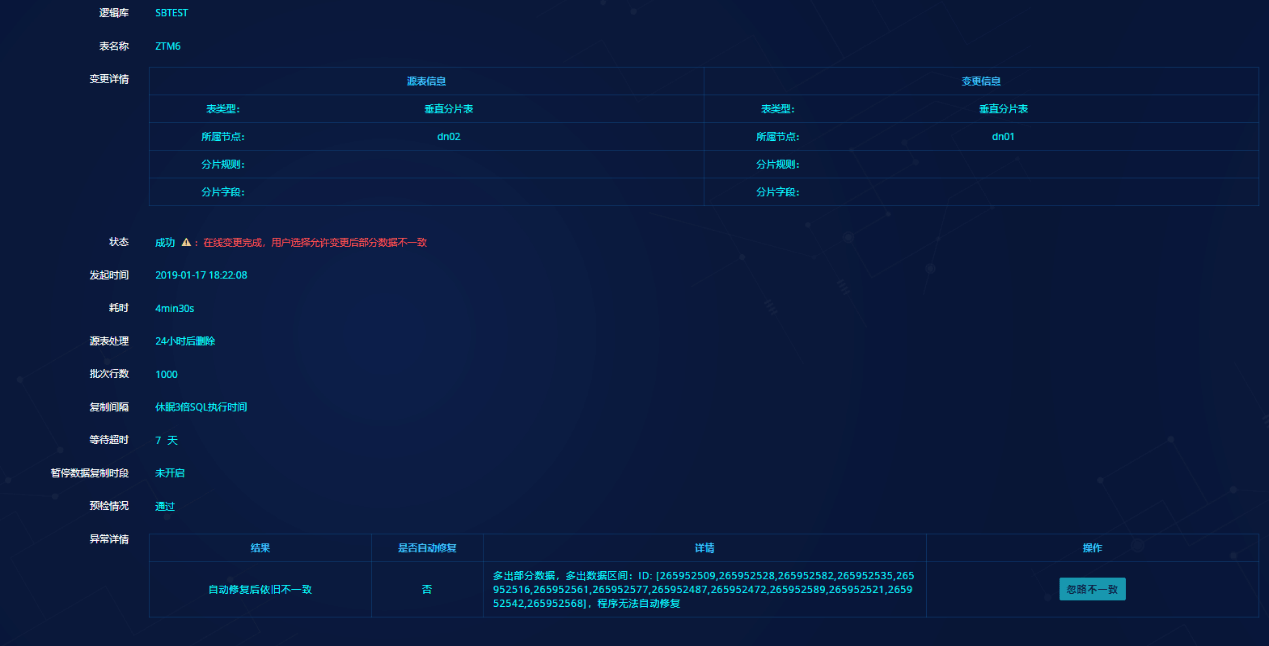 逻辑库 SBTEST
表名称 ZTM6
变更详情 源表信息 变更信息
表类型: 垂直分片表 表类型: 垂直分片表
所属节点: dn02 所属节点: dn01
分片规则: 分片规则:
分片字段: 分片字段:
状态 成功 : 在线变更完成，用户选择允许变更后部分数据不一致
发起时间 2019-01-17 18:22:08
耗时 4min30s
源表处理 24小时后删除
批次行数 1000
复制间隔 休眠3倍SQL执行时间
等待超时 7 天
暂停数据复制时段 未开启
预检情况 通过
异常详情 结果 是否自动修复 详情 操作
自动修复后依旧不一致 否
多出部分数据，多出数据区间：ID: [265952509,265952528,265952582,265952535,265
952516,265952561,265952577,265952487,265952472,265952589,265952521,2659
52542,265952568]，程序无法自动修复
忽略不一致